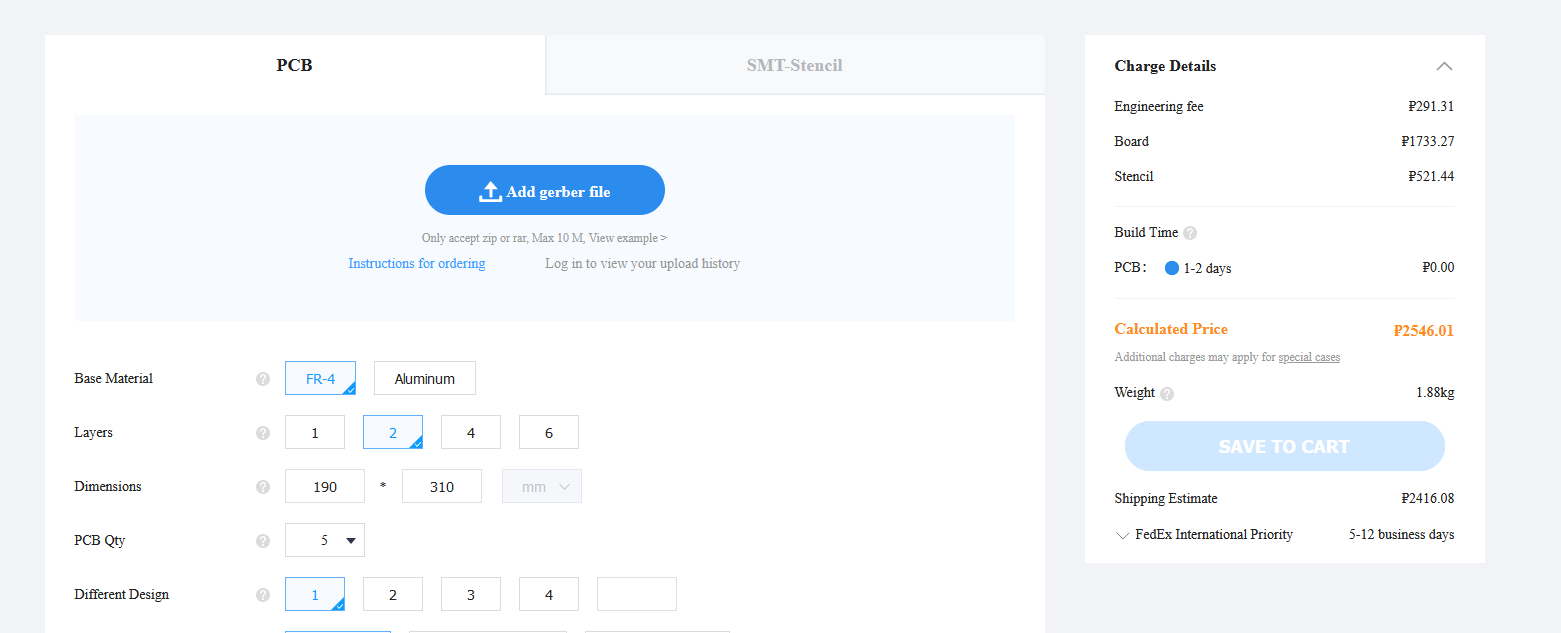 PCB
SMT-Stencil
Add gerber file
Only accept zip or rar, Max 10 M, View example >
Instructions for ordering
Log in to view your upload history
Base Material ? FR-4 Aluminum
Layers ? 1 2 4 6
Dimensions ? 190 * 310 mm
PCB Qty ? 5
Different Design ? 1 2 3 4
Charge Details
Engineering fee ₽291.31
Board ₽1733.27
Stencil ₽521.44
Build Time ?
PCB: 1-2 days ₽0.00
Calculated Price ₽2546.01
Additional charges may apply for special cases
Weight ? 1.88kg
SAVE TO CART
Shipping Estimate ₽2416.08
FedEx International Priority 5-12 business days